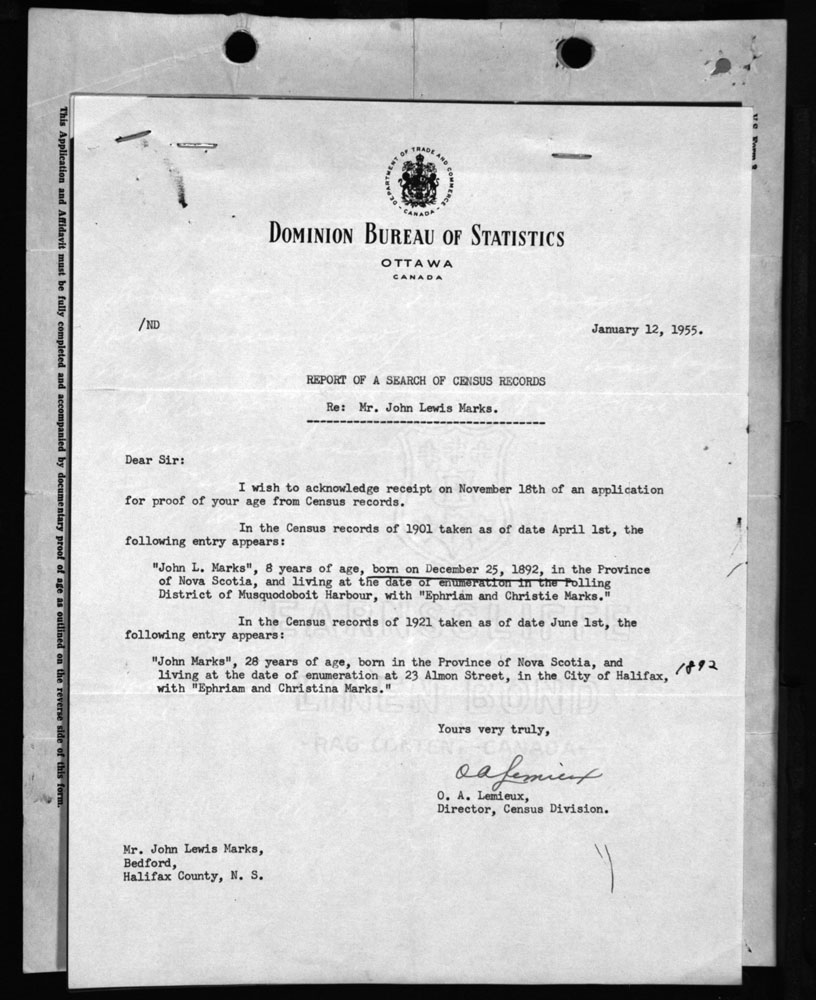 DEPARTMENT OF TRADE AND COMMERCE
- CANADA -
DOMINION BUREAU OF STATISTICS
OTTAWA
CANADA
/ND
January 12, 1955.
REPORT OF A SEARCH OF CENSUS RECORDS
Re: Mr. John Lewis Marks.
Dear Sir:
I wish to acknowledge receipt on November 18th of an application
for proof of your age from Census records.
In the Census records of 1901 taken as of date April 1st, the
following entry appears:
"John L. Marks", 8 years of age, born on December 25, 1892, in the Province
of Nova Scotia, and living at the date of enumeration in the Polling
District of Musquodoboit Harbour, with "Ephriam and Christie Marks."
In the Census records of 1921 taken as of date June 1st, the
following entry appears:
"John Marks", 28 years of age, born in the Province of Nova Scotia, and
living at the date of enumeration at 23 Almon Street, in the City of Halifax,
with "Ephriam and Christina Marks."
1892
EARNSCLIFFE
LINEN BOND
-RAG CONTENT-CANADA-
Yours very truly,
O A Lemieux
O. A. Lemieux,
Director, Census Division.
Mr. John Lewis Marks,
Bedford,
Halifax County, N. S.
This Application and Affidavit must be fully completed and accompanied by documentary proof of age as outlined on the reverse side of this form.